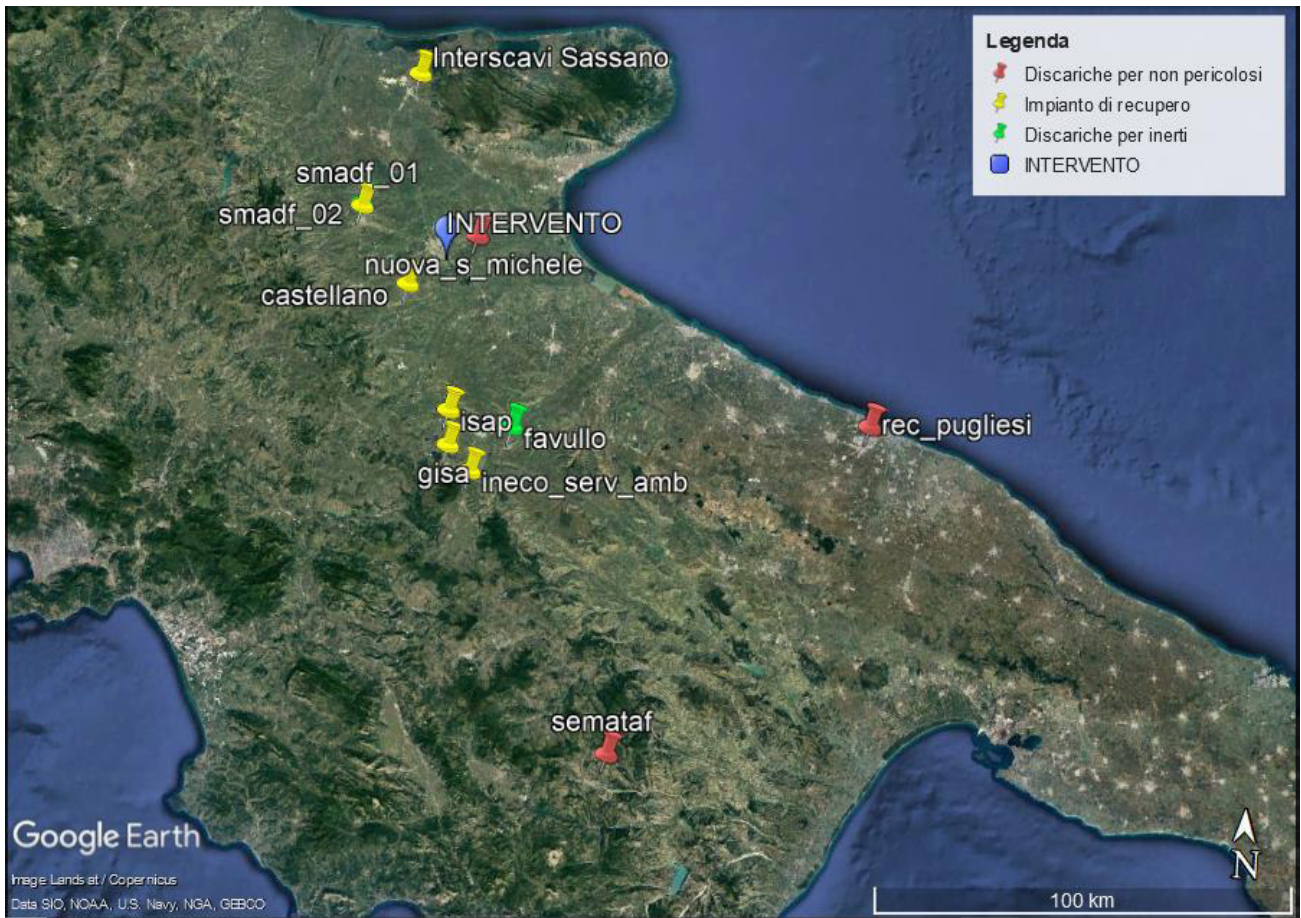 Interscavi Sassano
Legenda
Discariche per non pericolosi
Impianto di recupero
Discariche per inerti
INTERVENTO
smadf_01
smadf_02
INTERVENTO
nuova_s_michele
castellano
isap
favullo
rec_pugliesi
gisa
ineco_serv_amb
semataf
Google Earth
Image Landsat / Copernicus
Data SIO, NOAA, U.S. Navy, NGA, GEBCO
N
100 km